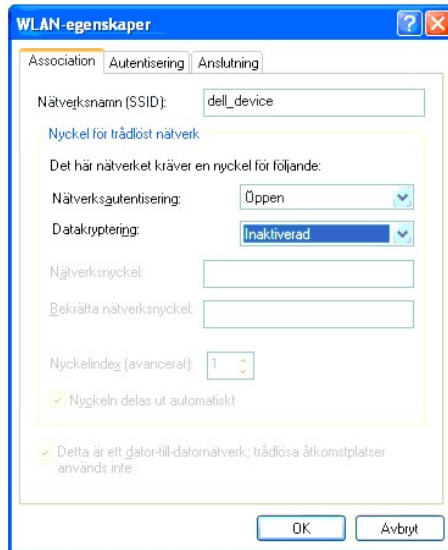 WLAN-egenskaper
Association Autentisering Anslutning
Nätverksnamn (SSID): dell_device
Nyckel för trådlöst nätverk
Det här nätverket kräver en nyckel för följande:
Nätverksautentisering: Öppen
Datakryptering: Inaktiverad
Nätverksnyckel:
Bekräfta nätverksnyckel:
Nyckelindex (avancerat): 1
Nyckeln delas ut automatiskt
Detta är ett dator-till-datornätverk; trådlösa åtkomstplatser
används inte
OK Avbryt